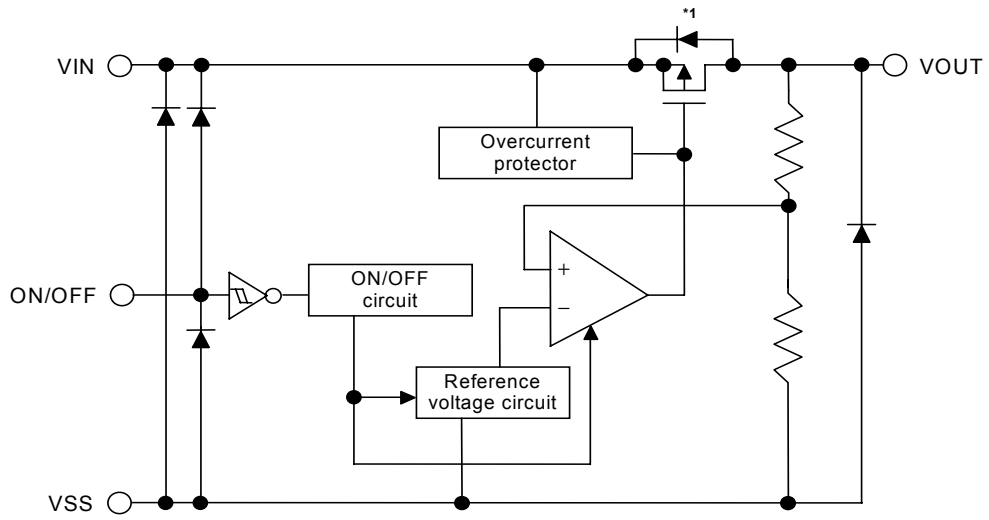 *1
VIN
VOUT
Overcurrent
protector
+
−
ON/OFF
ON/OFF
circuit
Reference
voltage circuit
VSS